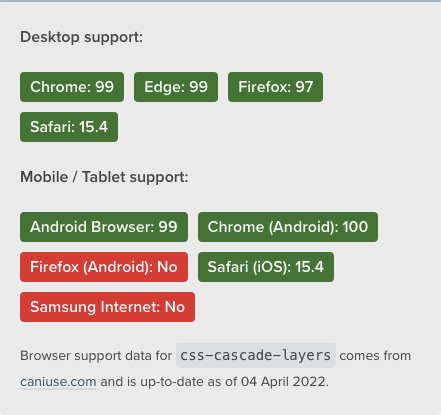 Desktop support:
Chrome: 99 Edge: 99 Firefox: 97
Safari: 15.4
Mobile / Tablet support:
Android Browser: 99 Chrome (Android): 100
Firefox (Android): No Safari (iOS): 15.4
Samsung Internet: No
Browser support data for css-cascade-layers comes from
caniuse.com and is up-to-date as of 04 April 2022.